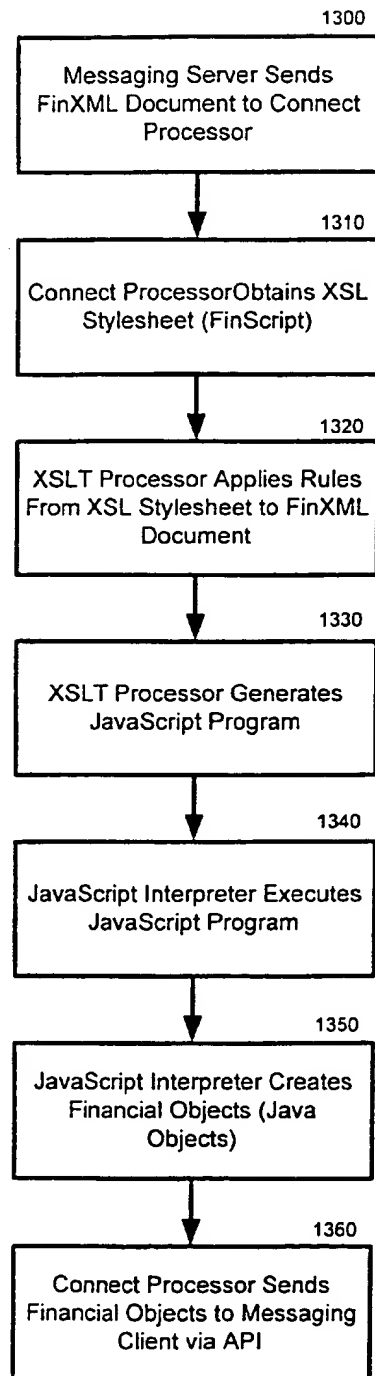 1300
Messaging Server Sends
FinXML Document to Connect
Processor
1310
Connect ProcessorObtains XSL
Stylesheet (FinScript)
1320
XSLT Processor Applies Rules
From XSL Stylesheet to FinXML
Document
1330
XSLT Processor Generates
JavaScript Program
1340
JavaScript Interpreter Executes
JavaScript Program
1350
JavaScript Interpreter Creates
Financial Objects (Java
Objects)
1360
Connect Processor Sends
Financial Objects to Messaging
Client via API